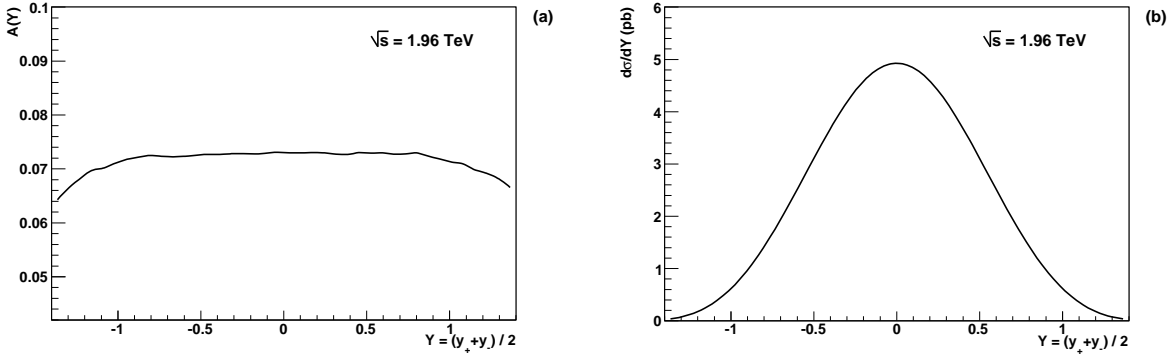 A(Y)
0.1
0.09
0.08
0.07
0.06
0.05
-1 -0.5 0 0.5 1
Y = (y₊+y₋) / 2
√s = 1.96 TeV
(a)
dσ/dY (pb)
6
5
4
3
2
1
0
-1 -0.5 0 0.5 1
Y = (y₊+y₋) / 2
√s = 1.96 TeV
(b)